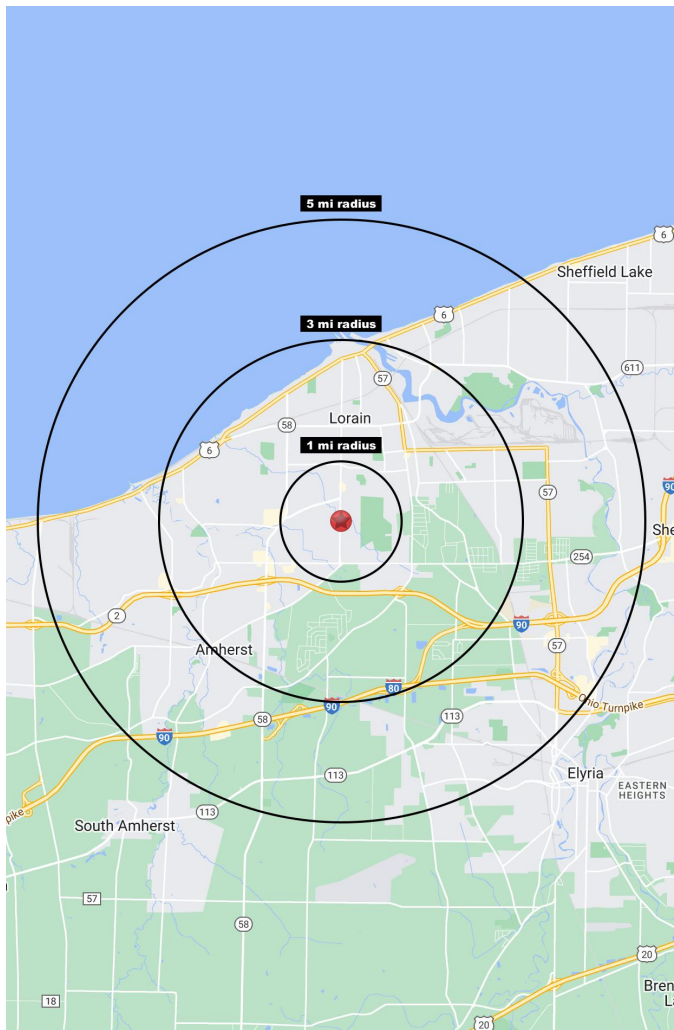 5 mi radius
6
Sheffield Lake
6
3 mi radius
611
57
Lorain
58
1 mi radius
6
57
90
She
254
2
90
57
Amherst
80
Ohio Turnpike
90
58
113
90
113
Elyria
EASTERN
HEIGHTS
pike
113
South Amherst
57
58
20
Bren
La
18
20